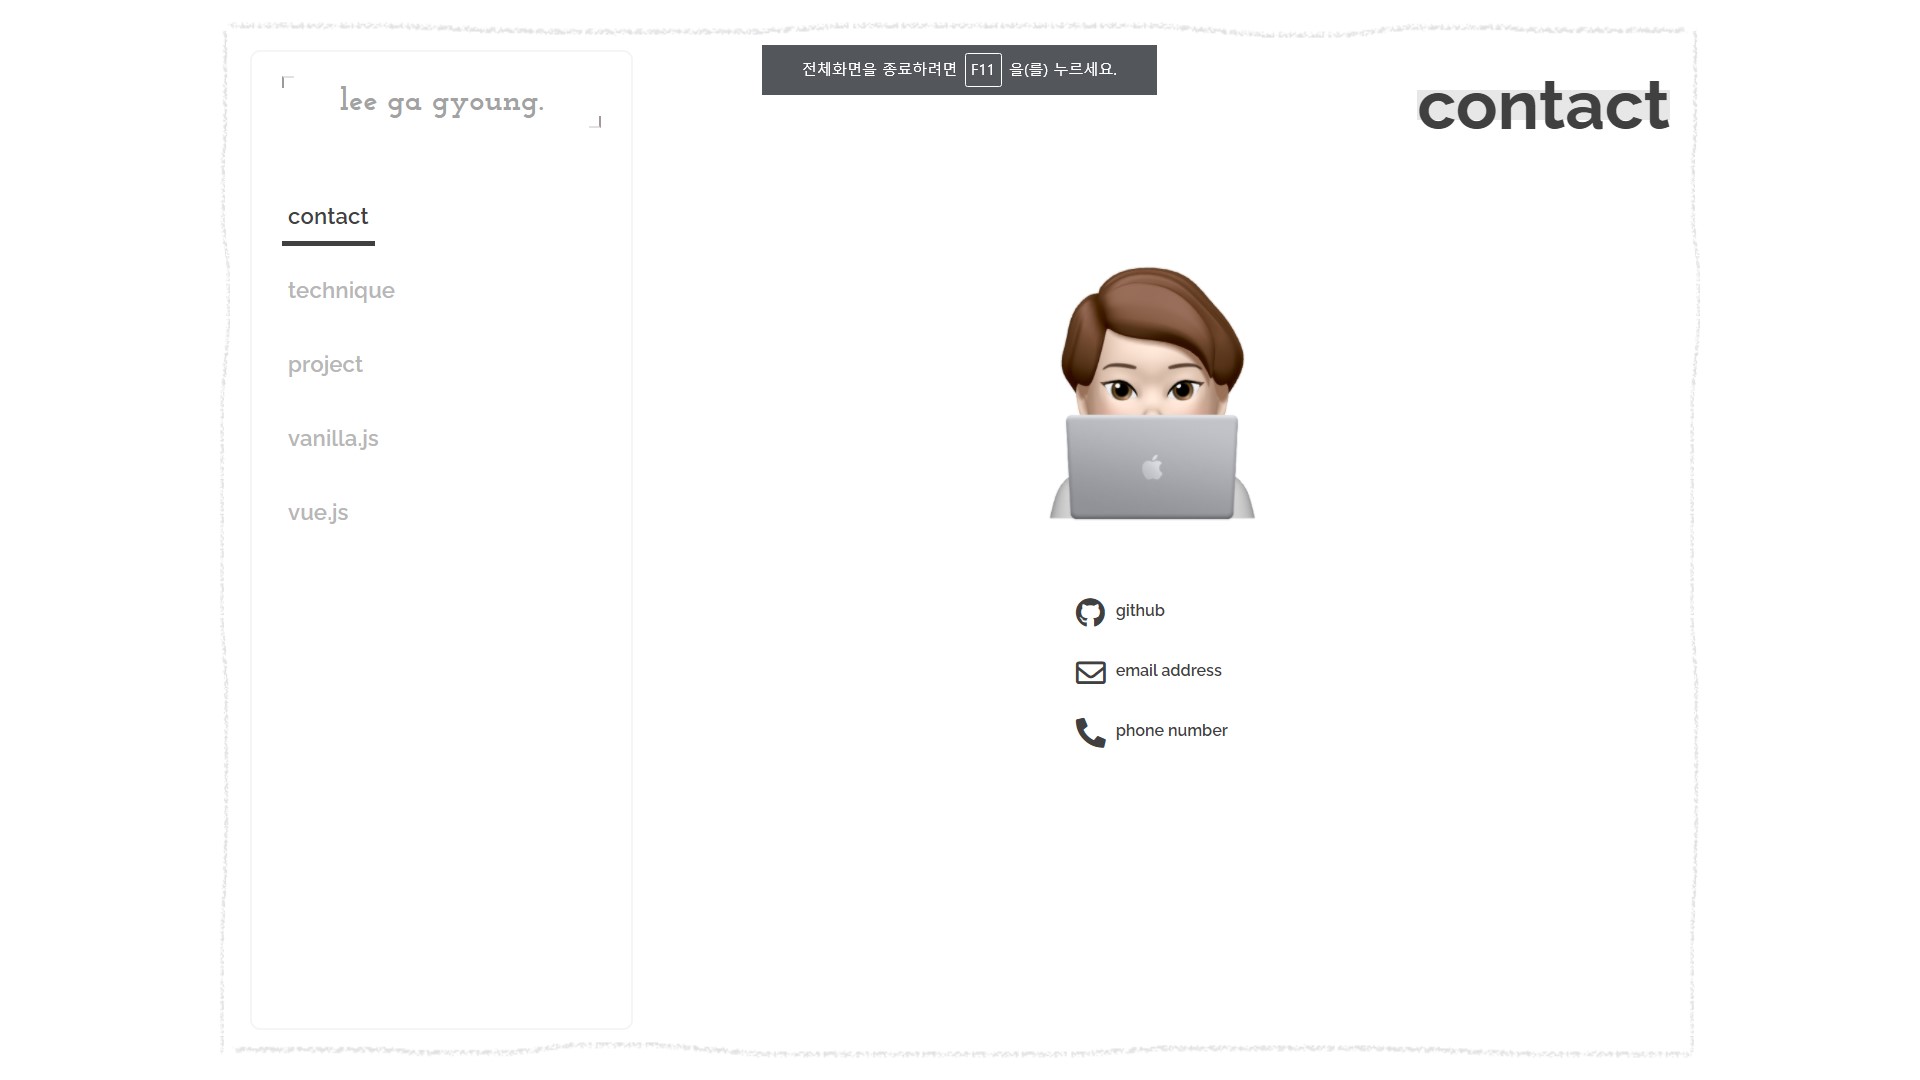 lee ga gyoung.
contact
technique
project
vanilla.js
vue.js
전체화면을 종료하려면 F11 을(를) 누르세요.
contact
github
email address
phone number